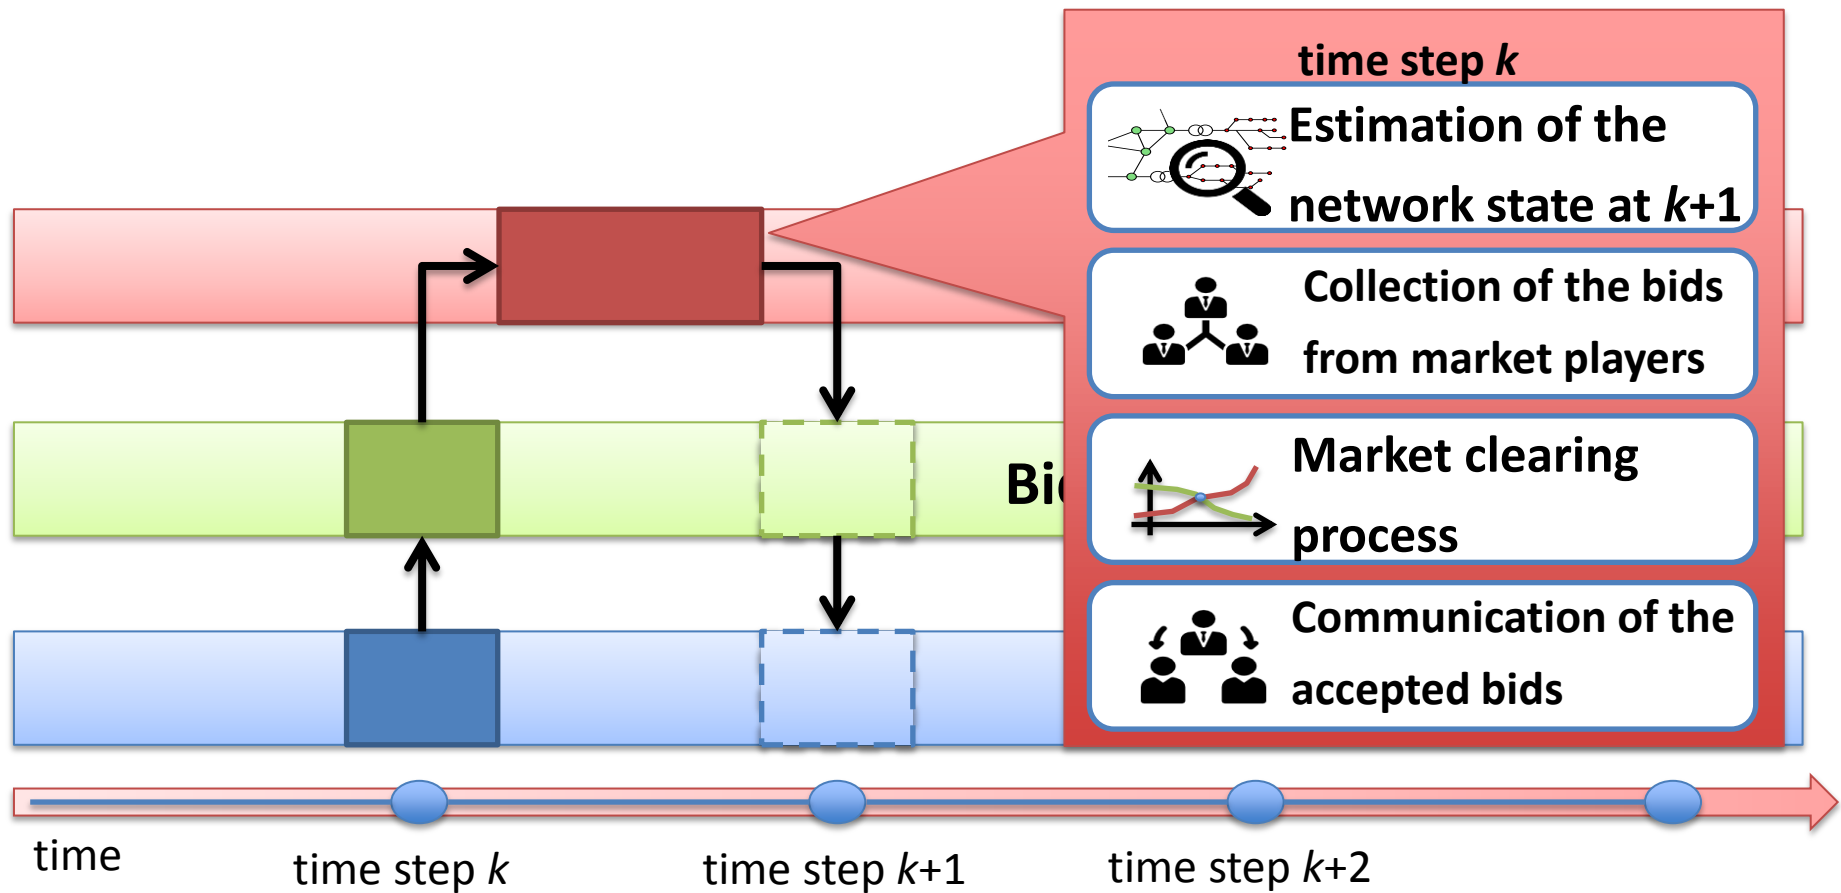 time step k
Estimation of the
network state at k+1
Collection of the bids
from market players
Market clearing
process
Communication of the
accepted bids
time
time step k
time step k+1
time step k+2